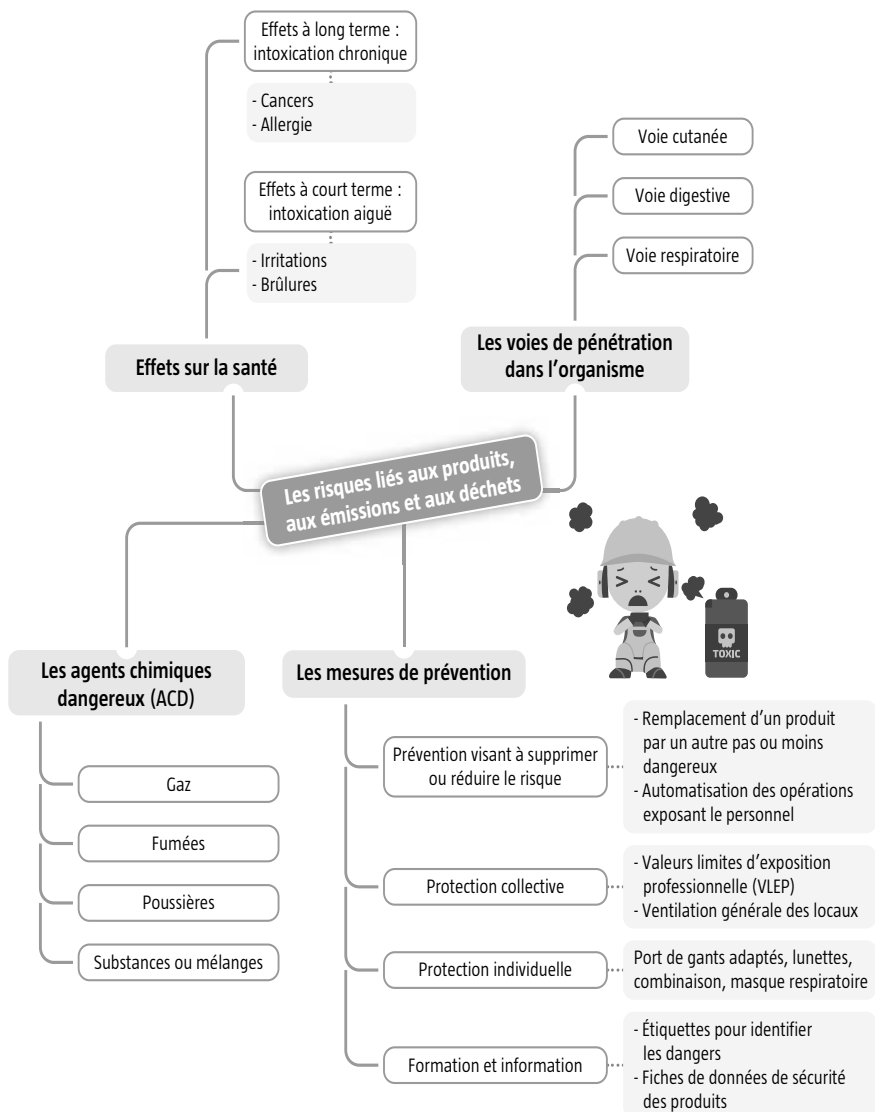 Effets à long terme :
intoxication chronique
- Cancers
- Allergie
Effets à court terme :
intoxication aiguë
- Irritations
- Brûlures
Effets sur la santé
Voie cutanée
Voie digestive
Voie respiratoire
Les voies de pénétration
dans l'organisme
Les risques liés aux produits,
aux émissions et aux déchets
TOXIC
Les agents chimiques
dangereux (ACD)
Gaz
Fumées
Poussières
Substances ou mélanges
Les mesures de prévention
Prévention visant à supprimer
ou réduire le risque
- Remplacement d'un produit
par un autre pas ou moins
dangereux
- Automatisation des opérations
exposant le personnel
Protection collective
- Valeurs limites d'exposition
professionnelle (VLEP)
- Ventilation générale des locaux
Protection individuelle
Port de gants adaptés, lunettes,
combinaison, masque respiratoire
Formation et information
- Étiquettes pour identifier
les dangers
- Fiches de données de sécurité
des produits